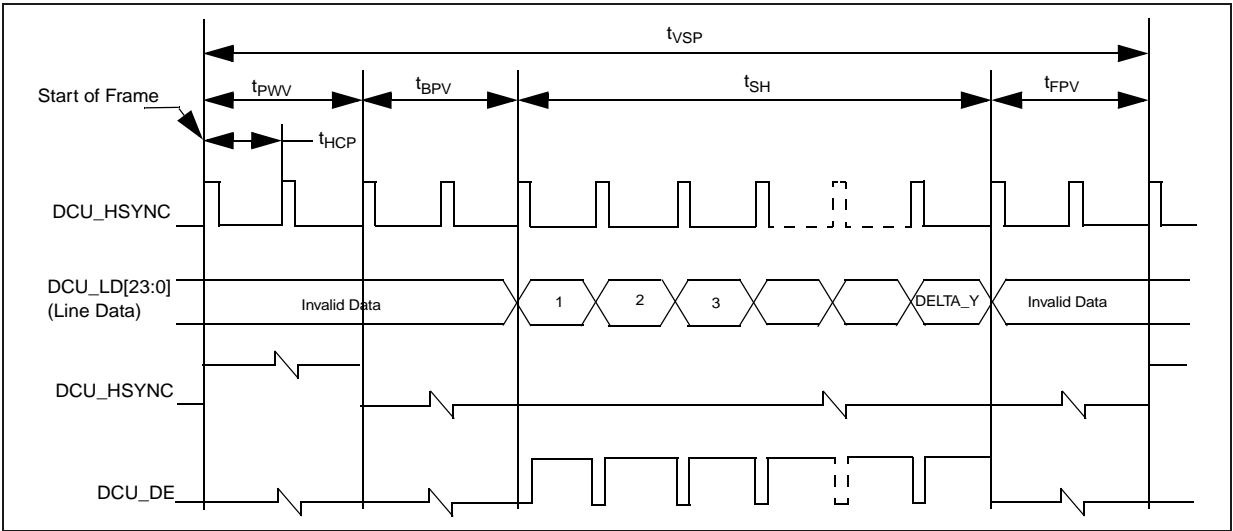 tVSP
Start of Frame
tPWV
tBPV
tSH
tFPV
tHCP
DCU_HSYNC
DCU_LD[23:0]
(Line Data)
Invalid Data
1
2
3
DELTA_Y
Invalid Data
DCU_HSYNC
DCU_DE